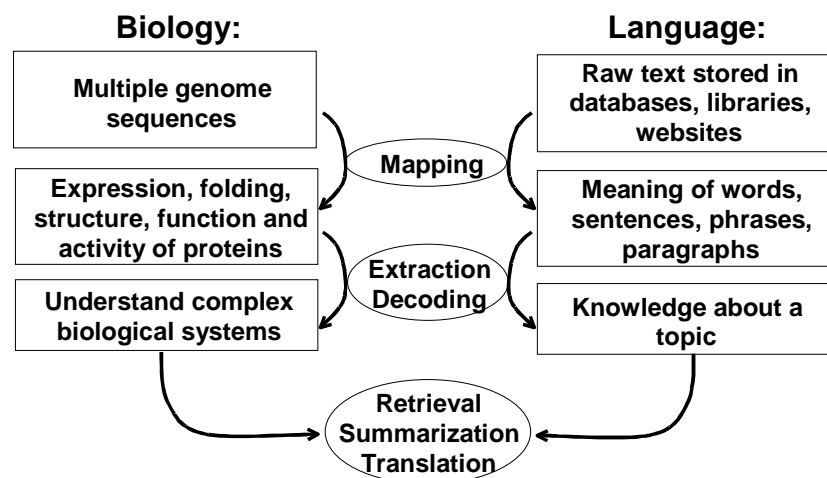 Biology:
Language:
Multiple genome
sequences
Raw text stored in
databases, libraries,
websites
Mapping
Expression, folding,
structure, function and
activity of proteins
Meaning of words,
sentences, phrases,
paragraphs
Extraction
Decoding
Understand complex
biological systems
Knowledge about a
topic
Retrieval
Summarization
Translation